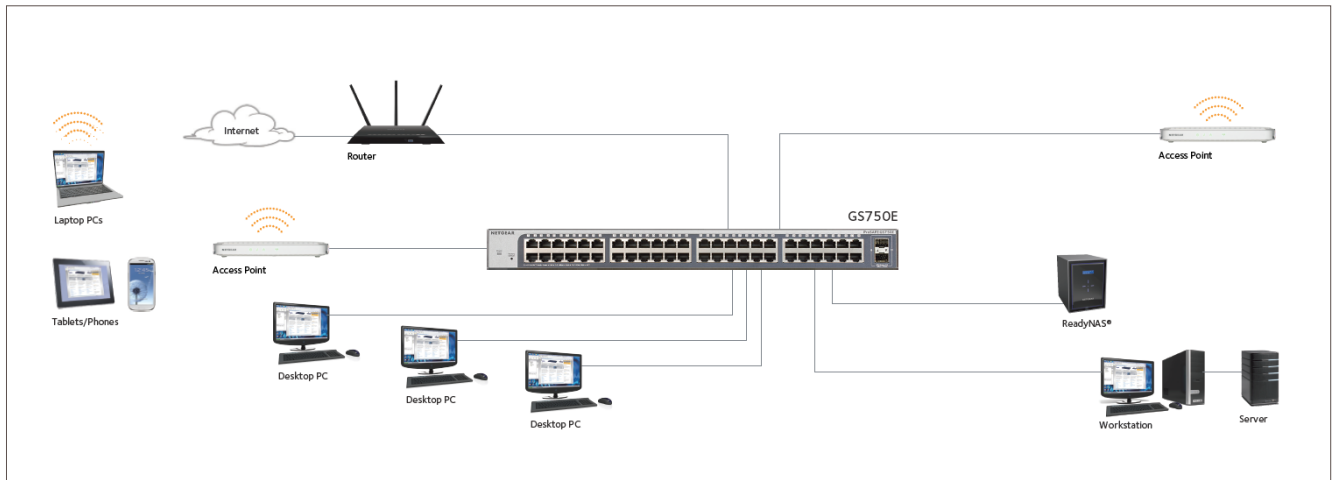 Internet
Router
Access Point
Laptop PCs
GS750E
NETGEAR
Access Point
Tablets/Phones
ReadyNAS®
Desktop PC
Desktop PC
Desktop PC
Workstation
Server